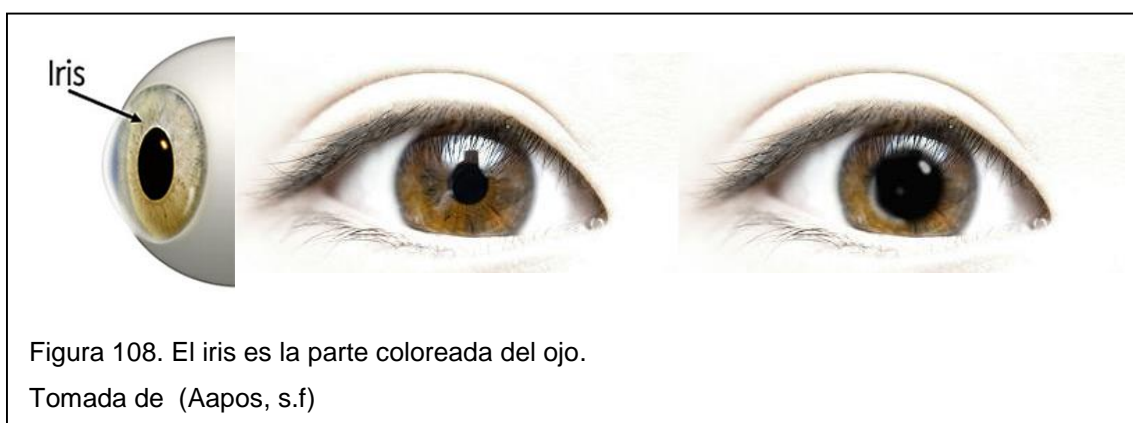 Iris
Figura 108. El iris es la parte coloreada del ojo.
Tomada de (Aapos, s.f)